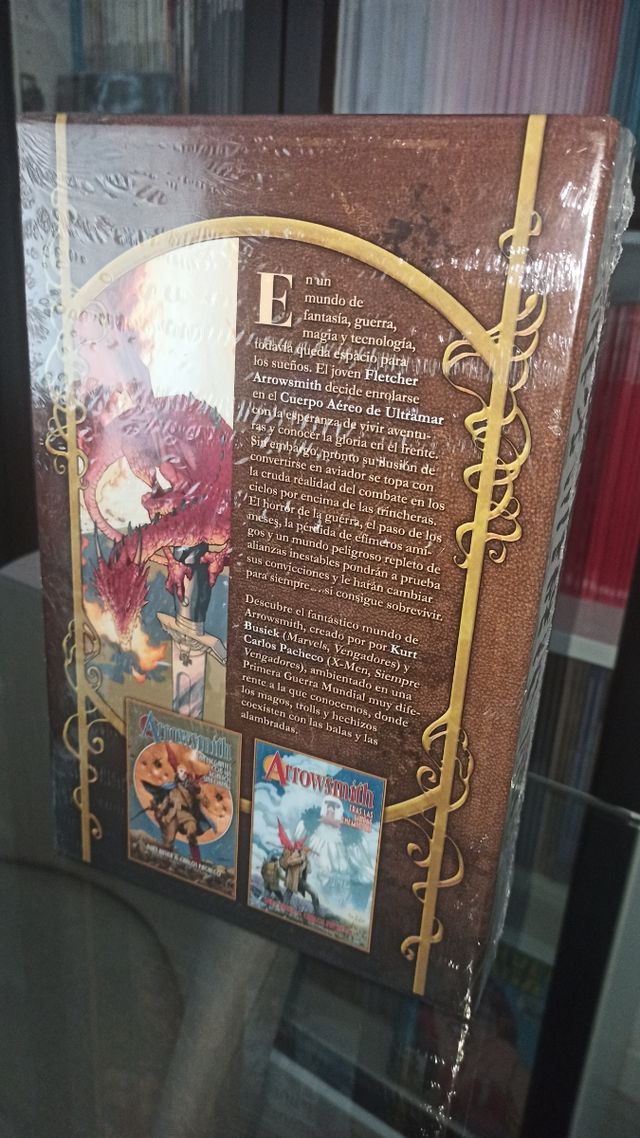 En un
mundo de
fantasía, guerra,
magia y tecnología,
todavía queda espacio para
los sueños. El joven Fletcher
Arrowsmith decide enrolarse
en el Cuerpo Aéreo de Ultramar
con la esperanza de vivir aventu-
ras y conocer la gloria en el frente.
Sin embargo, pronto su ilusión de
convertirse en aviador se topa con
la cruda realidad del combate en los
cielos por encima de las trincheras.
El horror de la guerra, el paso de los
meses, la pérdida de efímeros ami-
gos y un mundo peligroso repleto de
alianzas inestables pondrán a prueba
sus convicciones y le harán cambiar
para siempre... si consigue sobrevivir.
Descubre el fantástico mundo de
Arrowsmith, creado por por Kurt
Busiek (Marvels, Vengadores) y
Carlos Pacheco (X-Men, Siempre
Vengadores), ambientado en una
Primera Guerra Mundial muy dife-
rente a la que conocemos, donde
los magos, trolls y hechizos
coexisten con las balas y las
alambradas.
Arrowsmith
Arrowsmith
TRAS LAS